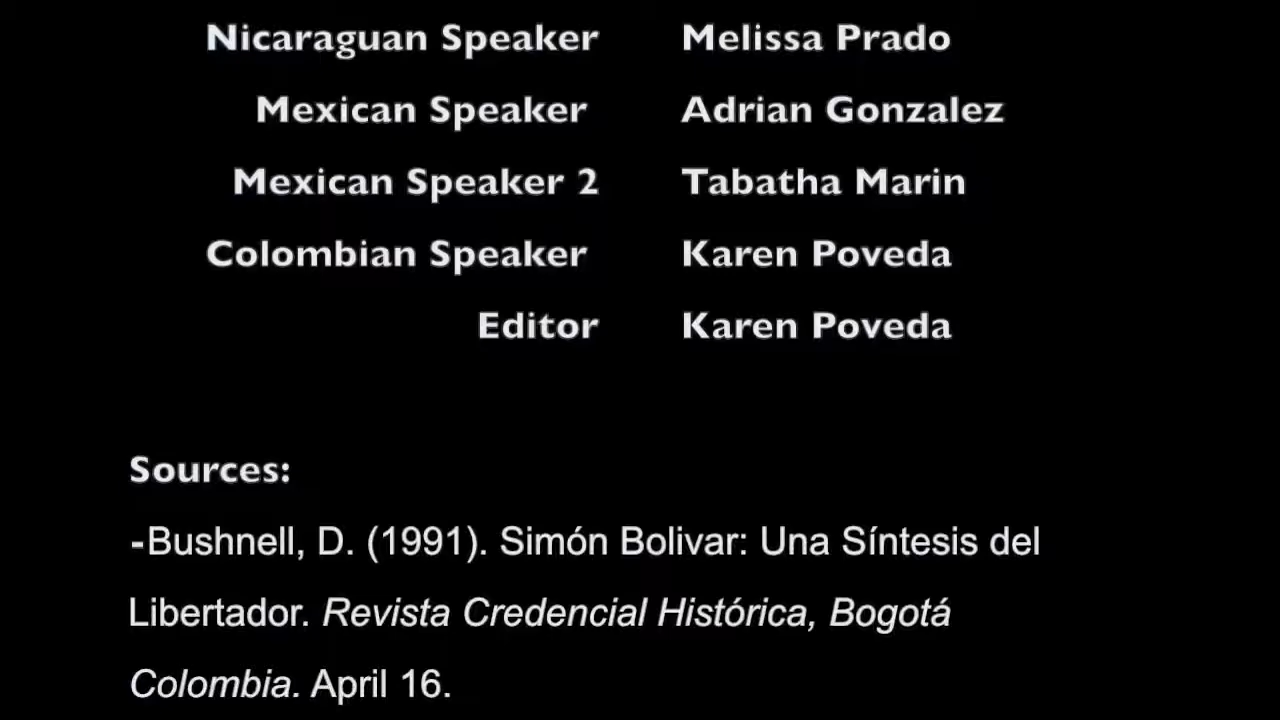 Nicaraguan Speaker Melissa Prado
Mexican Speaker Adrian Gonzalez
Mexican Speaker 2 Tabatha Marin
Colombian Speaker Karen Poveda
Editor Karen Poveda
Sources:
-Bushnell, D. (1991). Simón Bolivar: Una Síntesis del
Libertador. Revista Credencial Histórica, Bogotá
Colombia. April 16.